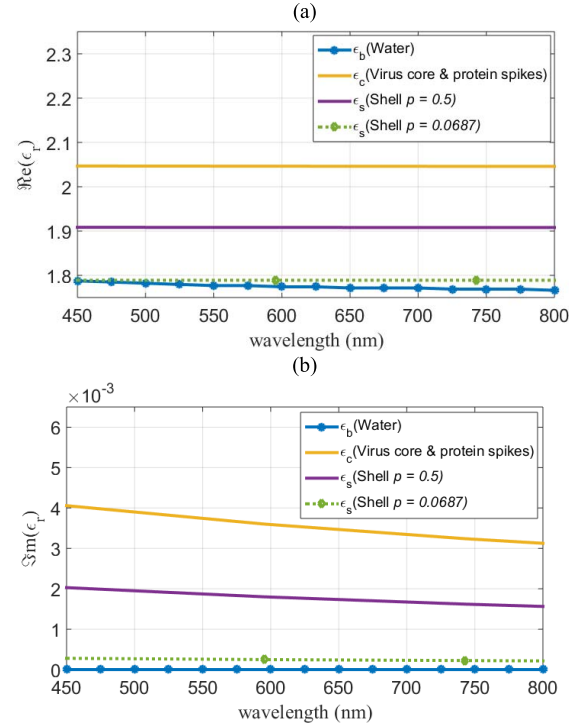 (a)
ϵb(Water)
ϵc(Virus core & protein spikes)
ϵs(Shell p = 0.5)
ϵs(Shell p = 0.0687)
ℜe(ϵr)
2.3
2.2
2.1
2
1.9
1.8
450 500 550 600 650 700 750 800
wavelength (nm)
(b)
×10-3
ϵb(Water)
ϵc(Virus core & protein spikes)
ϵs(Shell p = 0.5)
ϵs(Shell p = 0.0687)
ℑm(ϵr)
6
5
4
3
2
1
0
450 500 550 600 650 700 750 800
wavelength (nm)